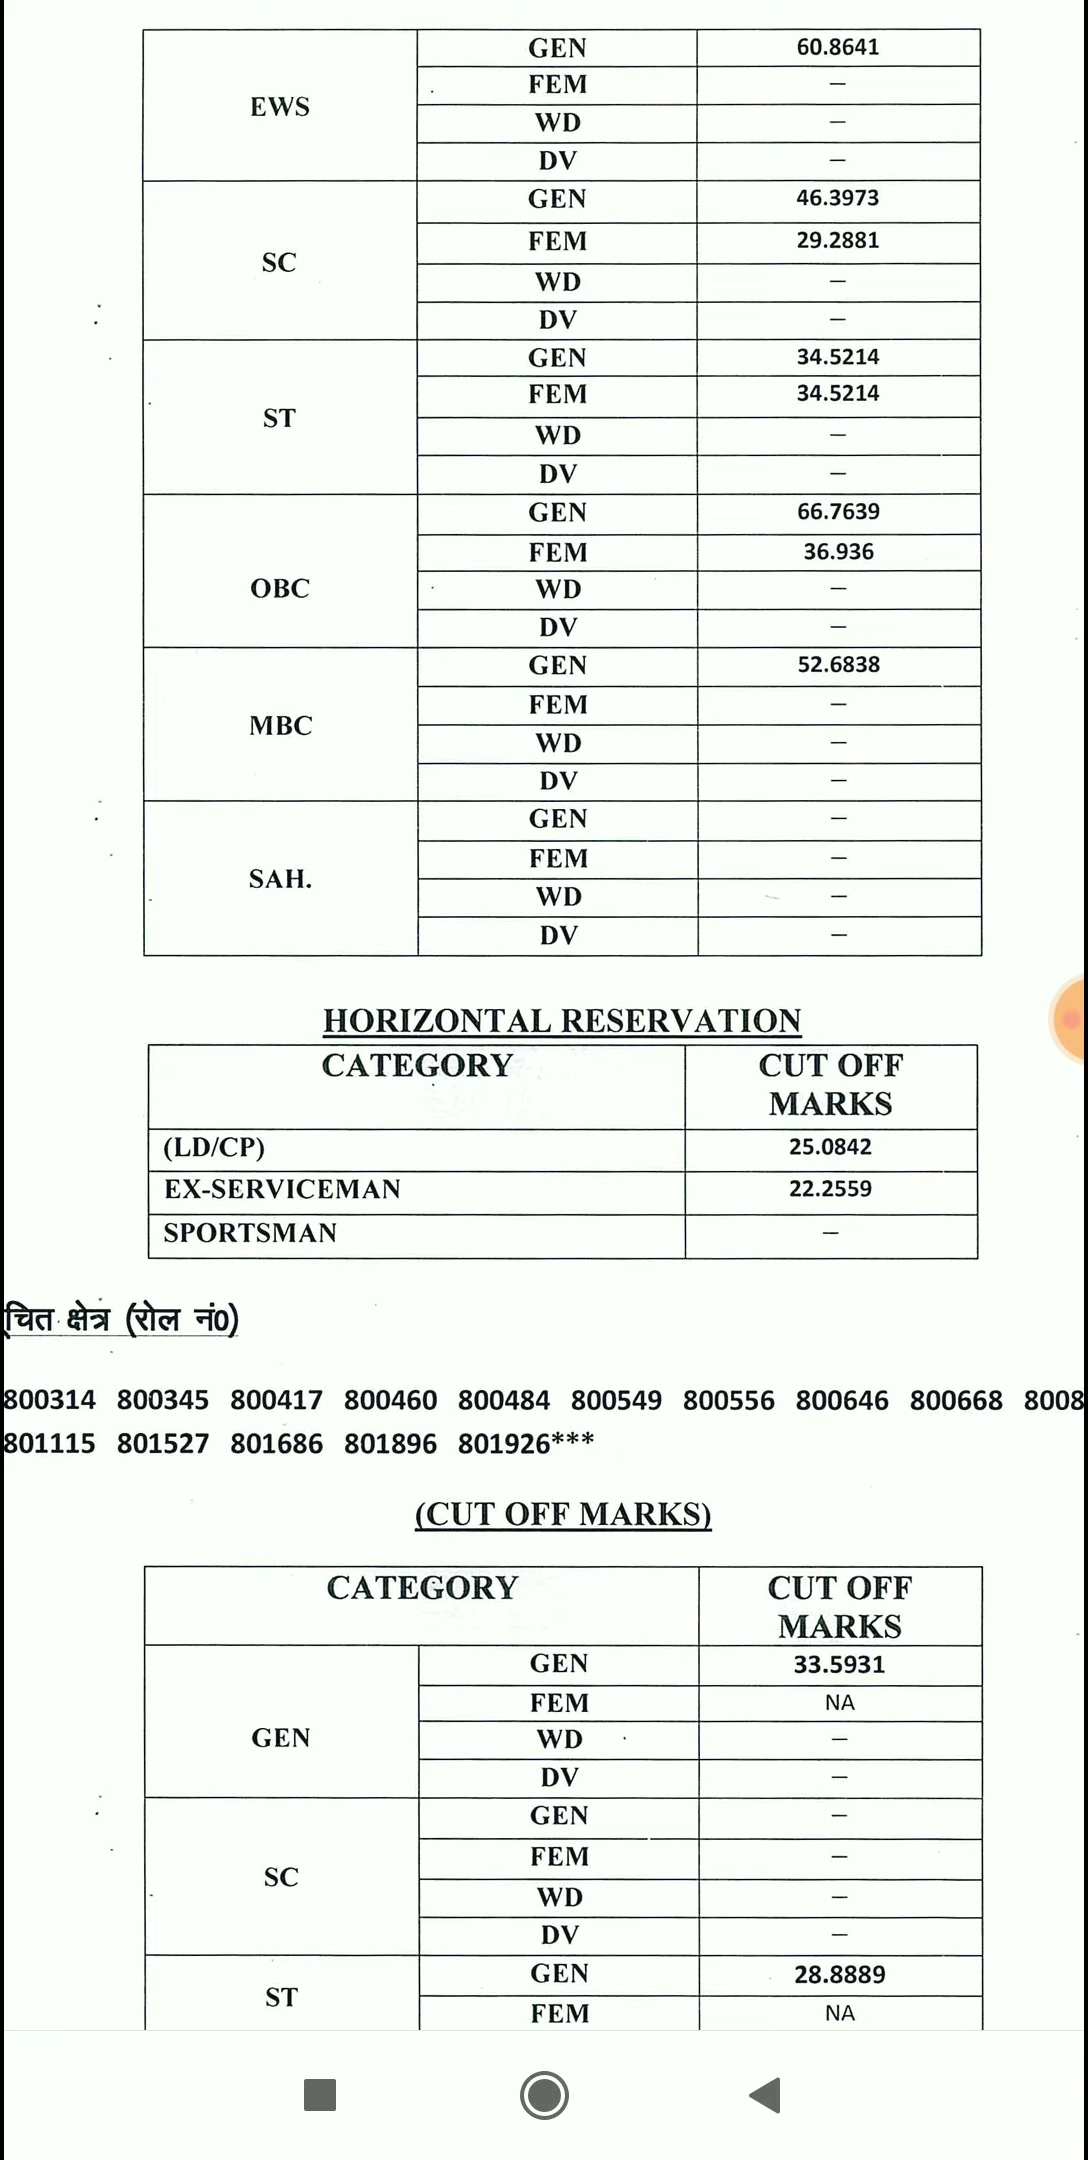 EWS GEN 60.8641
FEM –
WD –
DV –
SC GEN 46.3973
FEM 29.2881
WD –
DV –
ST GEN 34.5214
FEM 34.5214
WD –
DV –
OBC GEN 66.7639
FEM 36.936
WD –
DV –
MBC GEN 52.6838
FEM –
WD –
DV –
SAH. GEN –
FEM –
WD –
DV –
HORIZONTAL RESERVATION
CATEGORY CUT OFF
MARKS
(LD/CP) 25.0842
EX-SERVICEMAN 22.2559
SPORTSMAN –
क्षेत्र (रोल नं0)
800314 800345 800417 800460 800484 800549 800556 800646 800668
801115 801527 801686 801896 801926***
(CUT OFF MARKS)
CATEGORY CUT OFF
MARKS
GEN GEN 33.5931
FEM NA
WD –
DV –
SC GEN –
FEM –
WD –
DV –
ST GEN 28.8889
FEM NA